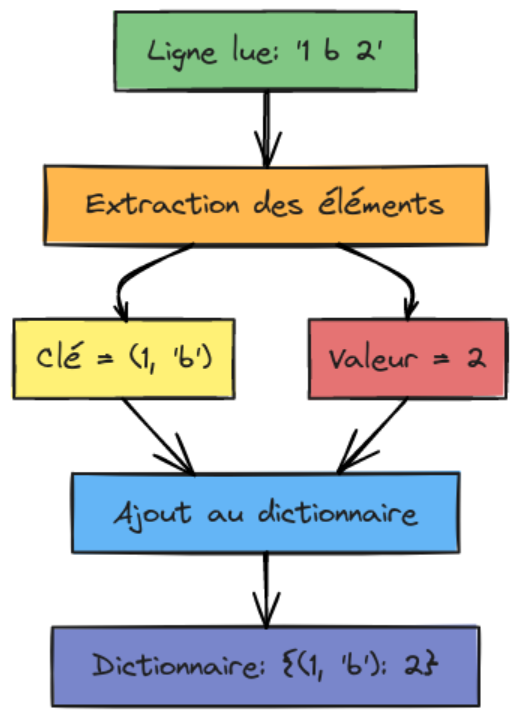 Ligne lue: '1 b 2'
Extraction des éléments
Clé = (1, 'b')
Valeur = 2
Ajout au dictionnaire
Dictionnaire: {(1, 'b'): 2}